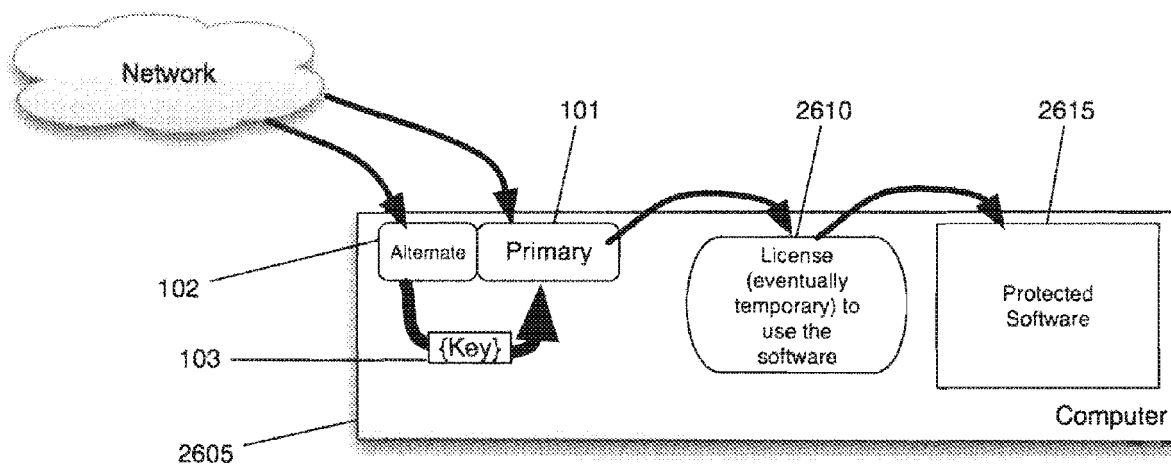 Network
101
2610
2615
Alternate
Primary
102
103
{Key}
License
(eventually
temporary) to
use the
software
Protected
Software
Computer
2605